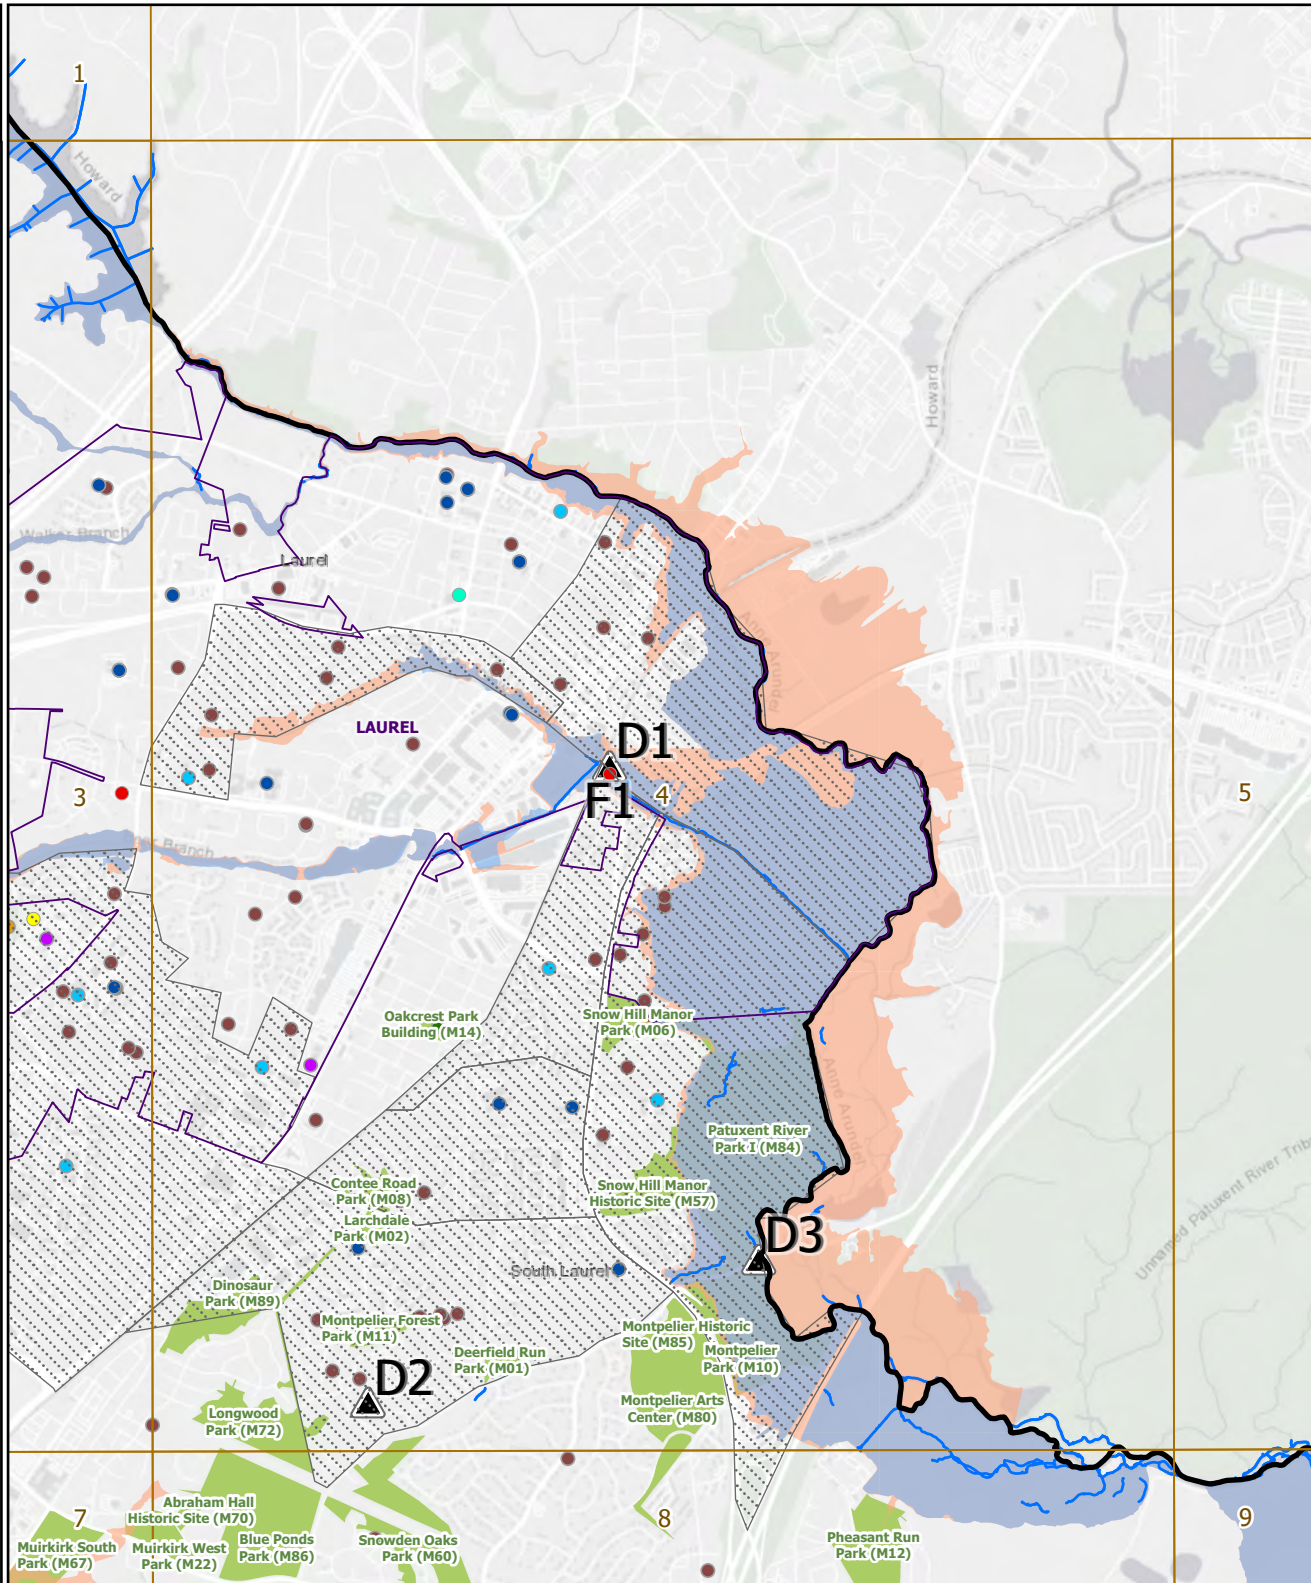 1
Howard
Howard
Walker Branch
Laurel
Anne Arundel
LAUREL
D1
3
F1
4
5
Branch
Oakcrest Park
Building (M14)
Snow Hill Manor
Park (M06)
Anne Arundel
Patuxent River
Park I (M84)
Unnamed Patuxent River Trib
Contee Road
Park (M08)
Snow Hill Manor
Historic Site (M57)
Larchdale
Park (M02)
D3
South Laurel
Dinosaur
Park (M89)
Montpelier Forest
Park (M11)
Montpelier Historic
Site (M85)
Deerfield Run
Park (M01)
Montpelier
Park (M10)
D2
Montpelier Arts
Center (M80)
Longwood
Park (M72)
7
Abraham Hall
Historic Site (M70)
8
9
Muirkirk South
Park (M67)
Muirkirk West
Park (M22)
Blue Ponds
Park (M86)
Snowden Oaks
Park (M60)
Pheasant Run
Park (M12)